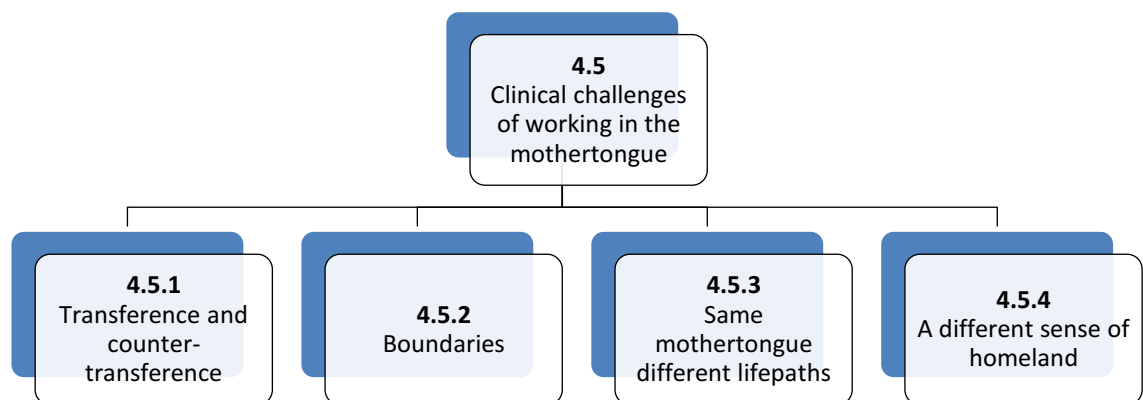 4.5
Clinical challenges
of working in the
mothertongue
4.5.1
Transference and
counter-
transference
4.5.2
Boundaries
4.5.3
Same
mothertongue
different lifepaths
4.5.4
A different sense of
homeland